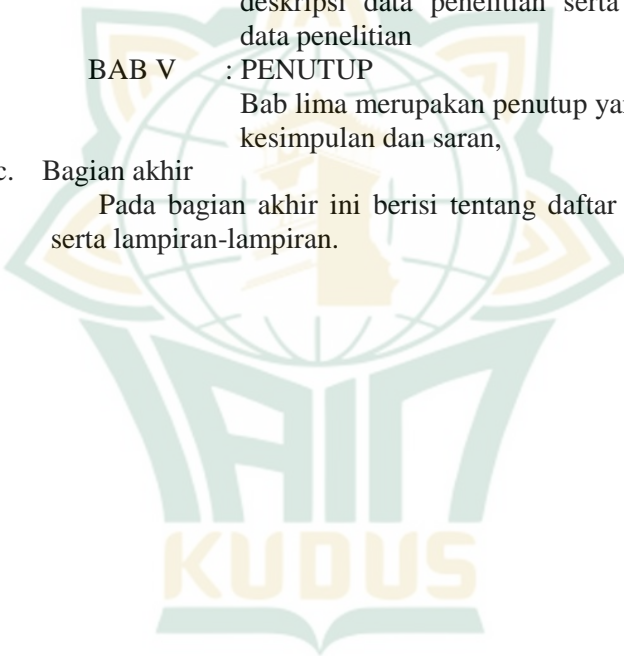 deskripsi data penelitian serta
data penelitian
BAB V : PENUTUP
Bab lima merupakan penutup
kesimpulan dan saran,
c. Bagian akhir
Pada bagian akhir ini berisi tentang daftar
serta lampiran-lampiran.
IAIN
KUDUS